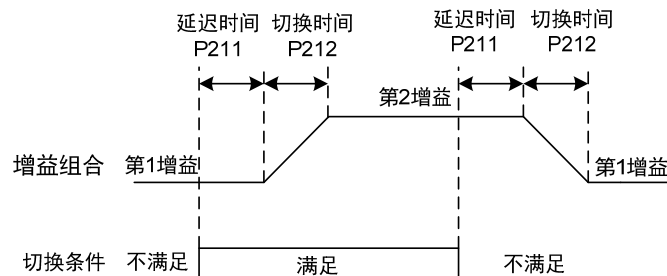 延迟时间 切换时间 延迟时间 切换时间
P211 P212 P211 P212
第2增益
增益组合 第1增益 第1增益
切换条件 不满足 满足 不满足